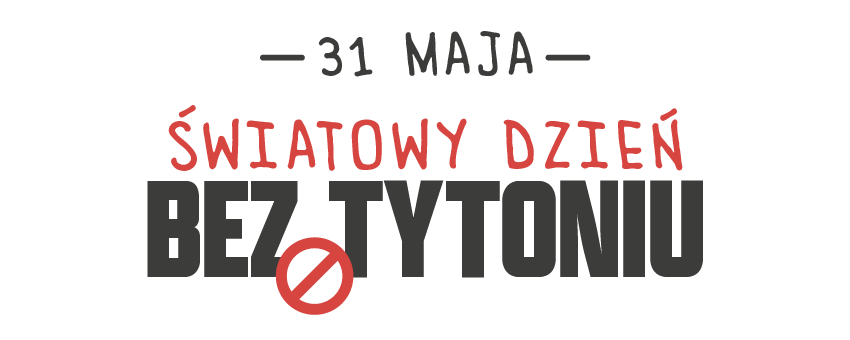 — 31 MAJA —
ŚWIATOWY DZIEŃ
BEZ TYTONIU